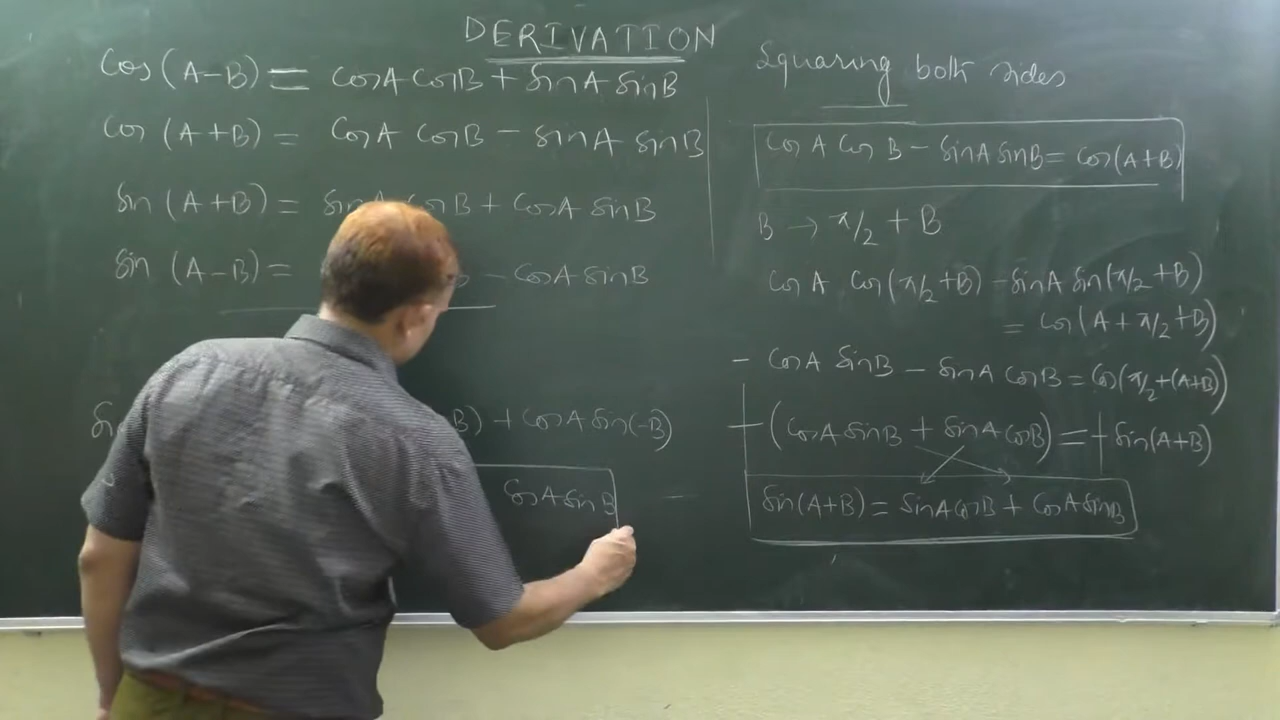 DERIVATION
Cos(A-B) = CosA CosB + SinA SinB
Cos (A+B) = CosA CosB - SinA SinB
Sin (A+B) = SinA CosB + CosA SinB
Sin (A-B) = - CosA SinB
B) + CosA Sin(-B)
CosA SinB
Squaring both sides
Cos A Cos B - SinA SinB = Cos(A+B)
B → π/2 + B
CosA Cos(π/2 + B) - SinA Sin(π/2 + B)
= Cos(A + π/2 + B)
- CosA SinB - SinA CosB = Cos(π/2 + (A+B))
- (CosA SinB + SinA CosB) = - Sin(A+B)
Sin(A+B) = SinA CosB + CosA SinB